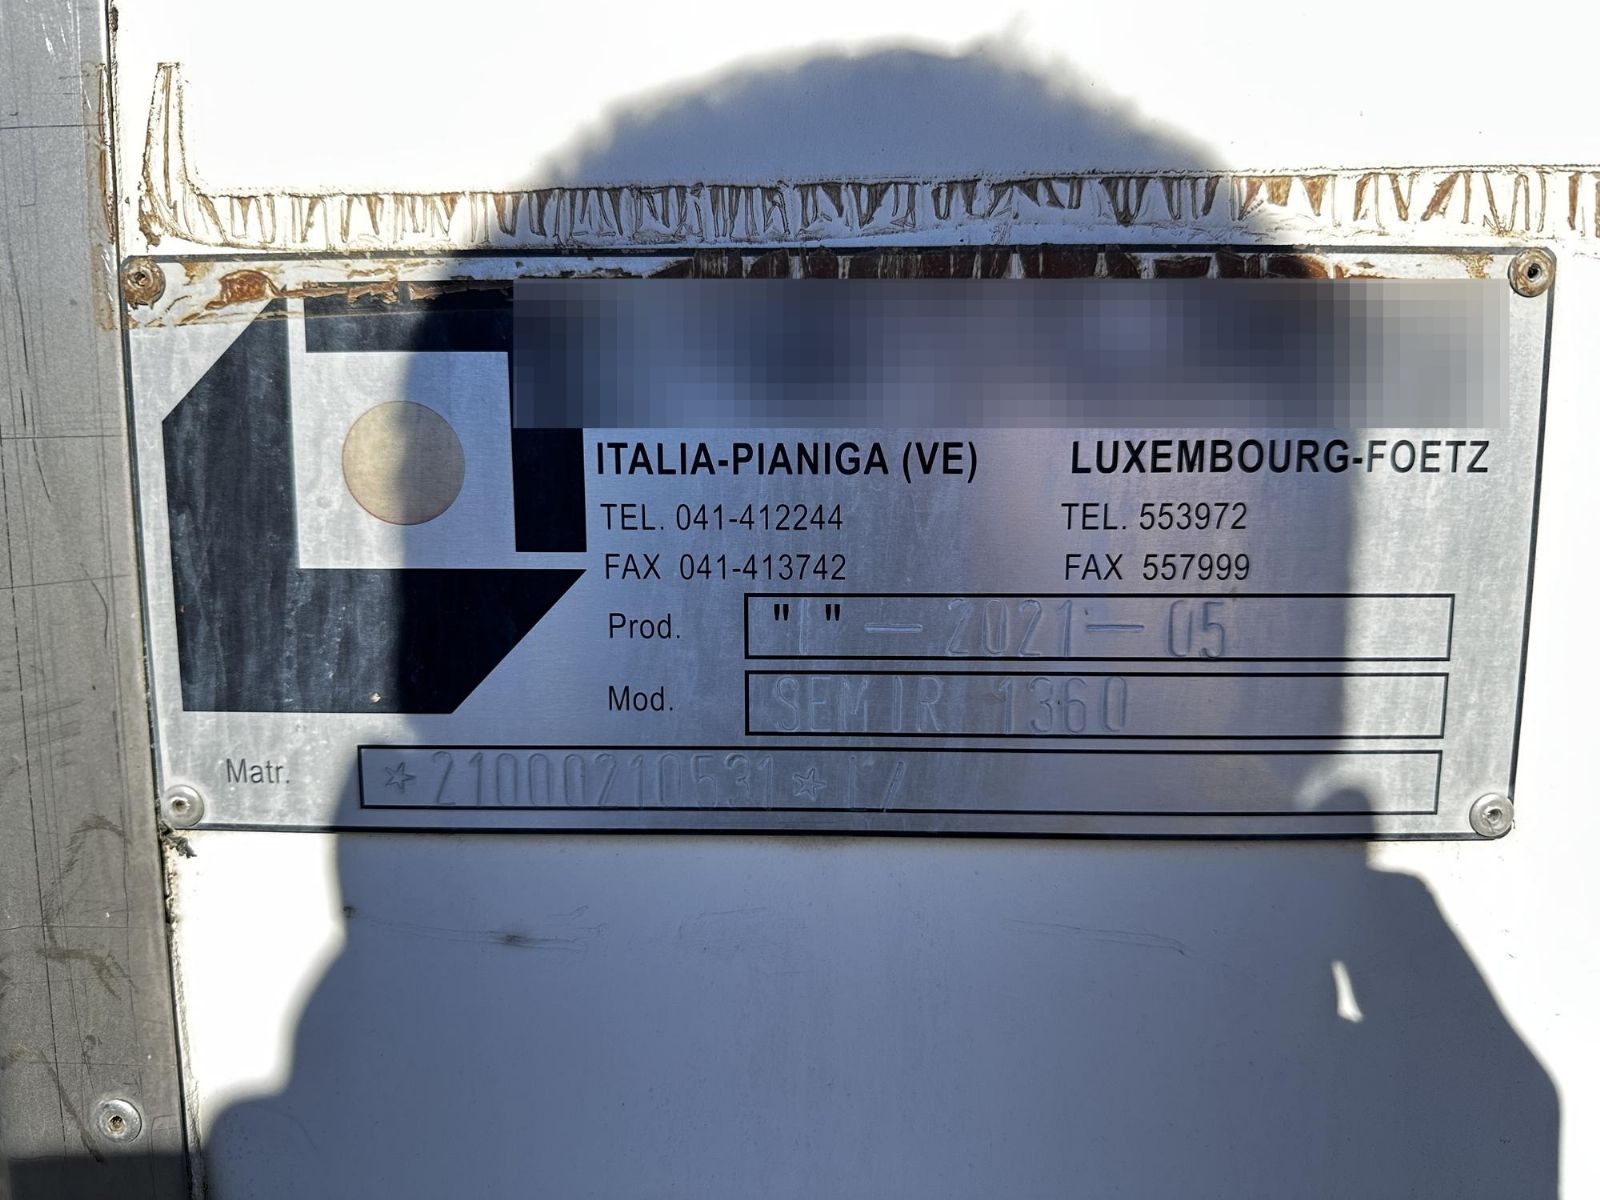 ITALIA-PIANIGA (VE) LUXEMBOURG-FOETZ
TEL. 041-412244 TEL. 553972
FAX 041-413742 FAX 557999
Prod. "I" — 2021 — 05
Mod. SEMIR 1360
Matr. *21000210531*